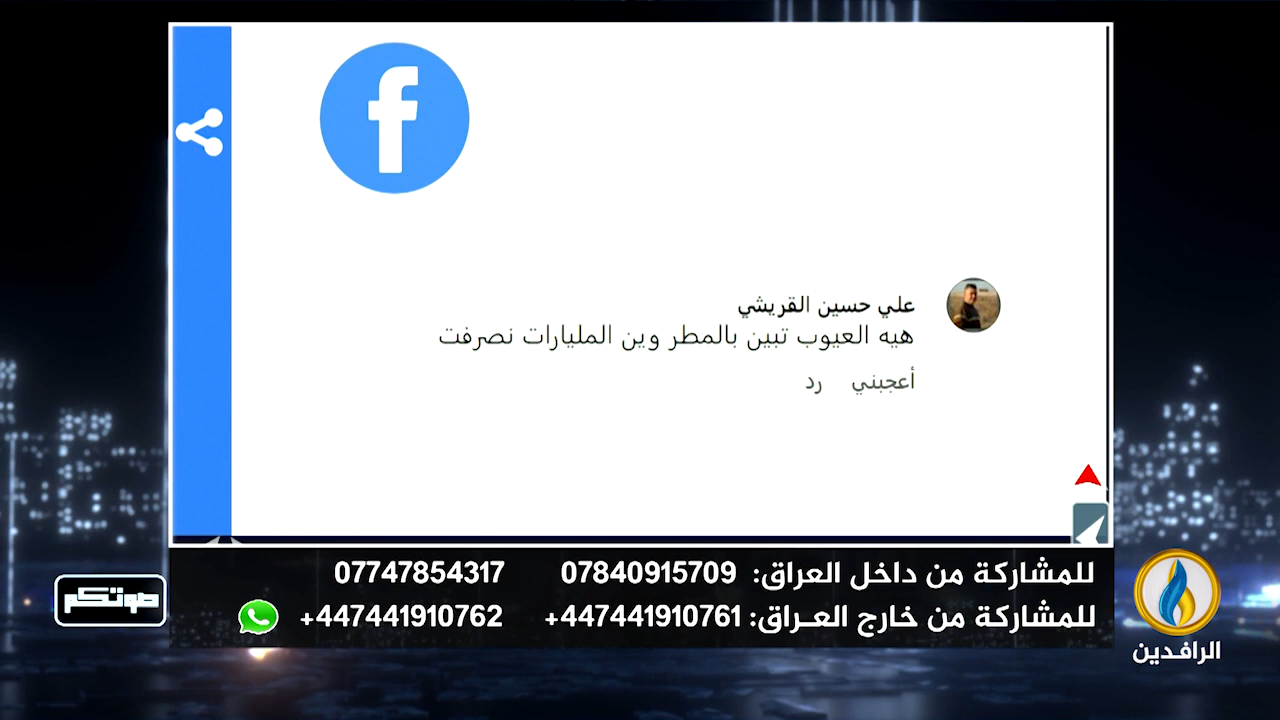 علي حسين القريشي
هيه العيوب تبين بالمطر وين المليارات نصرفت
أعجبني رد
للمشاركة من داخل العراق: 07840915709 07747854317
للمشاركة من خارج العراق: 447441910761+ 447441910762+
صوتكم
الرافدين